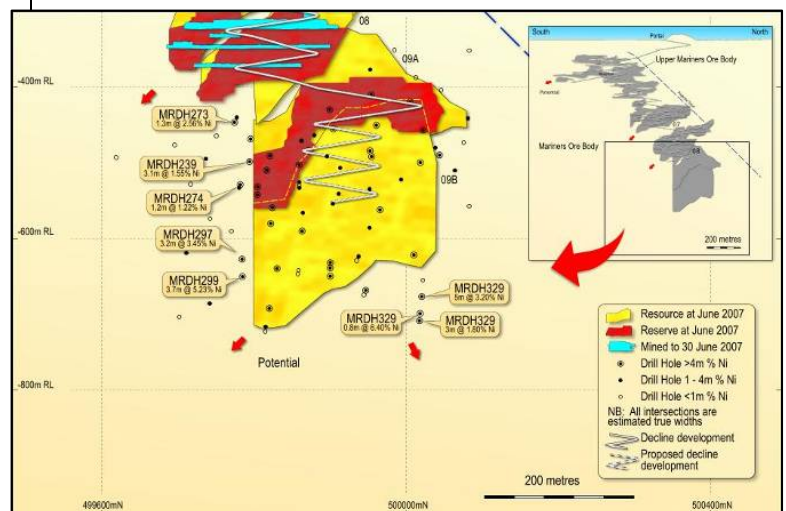 08
09A
-400m RL
MRDH273
1.3m @ 2.56% Ni
MRDH239
3.1m @ 1.55% Ni
09B
MRDH274
1.2m @ 1.22% Ni
-600m RL
MRDH297
3.2m @ 3.45% Ni
MRDH299
3.7m @ 5.23% Ni
MRDH329
5m @ 3.20% Ni
MRDH329
0.8m @ 6.40% Ni
MRDH329
3m @ 1.80% Ni
Potential
-800m RL
200 metres
499600mN
500000mN
500400mN
South
Portal
North
Upper Mariners Ore Body
Potential
07
Mariners Ore Body
08
200 metres
Resource at June 2007
Reserve at June 2007
Mined to 30 June 2007
Drill Hole >4m % Ni
Drill Hole 1 - 4m % Ni
Drill Hole <1m % Ni
NB: All intersections are
estimated true widths
Decline development
Proposed decline
development